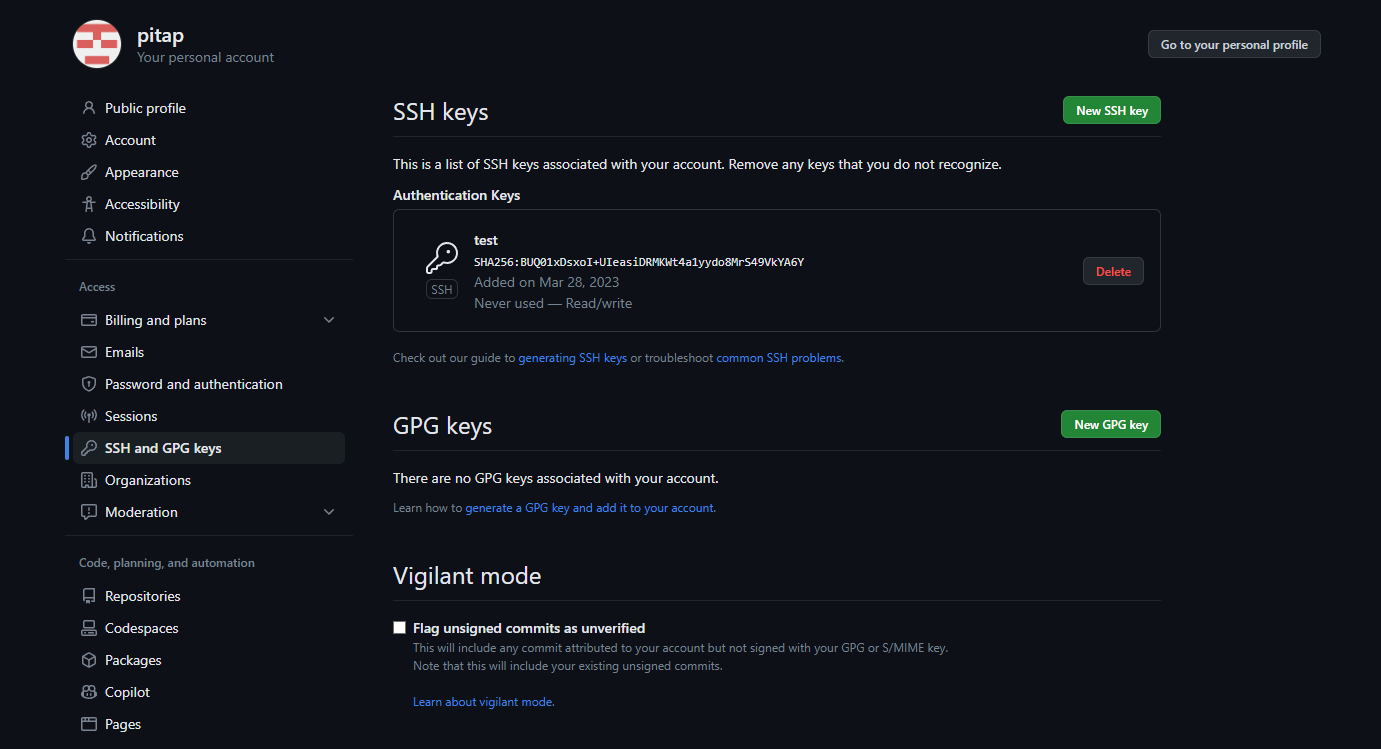 pitap
Your personal account
Go to your personal profile
Public profile
Account
Appearance
Accessibility
Notifications
Access
Billing and plans
Emails
Password and authentication
Sessions
SSH and GPG keys
Organizations
Moderation
Code, planning, and automation
Repositories
Codespaces
Packages
Copilot
Pages
SSH keys
New SSH key
This is a list of SSH keys associated with your account. Remove any keys that you do not recognize.
Authentication Keys
test
SHA256:BUQ01xDsxoI+UIeasiDRMKWt4a1yydo8MrS49VkYA6Y
Added on Mar 28, 2023
Never used — Read/write
SSH
Delete
Check out our guide to generating SSH keys or troubleshoot common SSH problems.
GPG keys
New GPG key
There are no GPG keys associated with your account.
Learn how to generate a GPG key and add it to your account.
Vigilant mode
Flag unsigned commits as unverified
This will include any commit attributed to your account but not signed with your GPG or S/MIME key.
Note that this will include your existing unsigned commits.
Learn about vigilant mode.